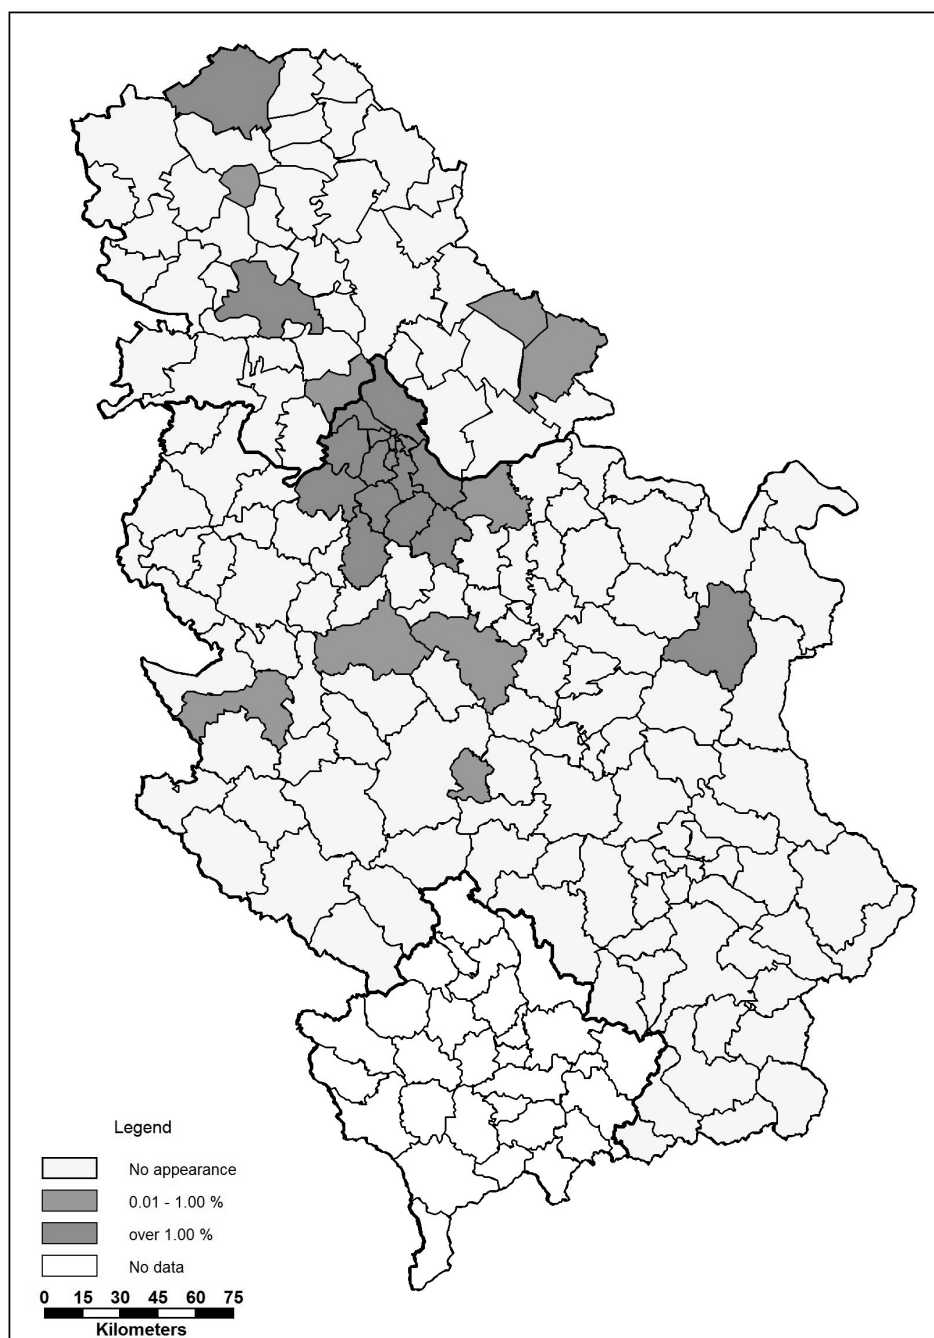 Legend
No appearance
0.01 - 1.00 %
over 1.00 %
No data
0 15 30 45 60 75
Kilometers